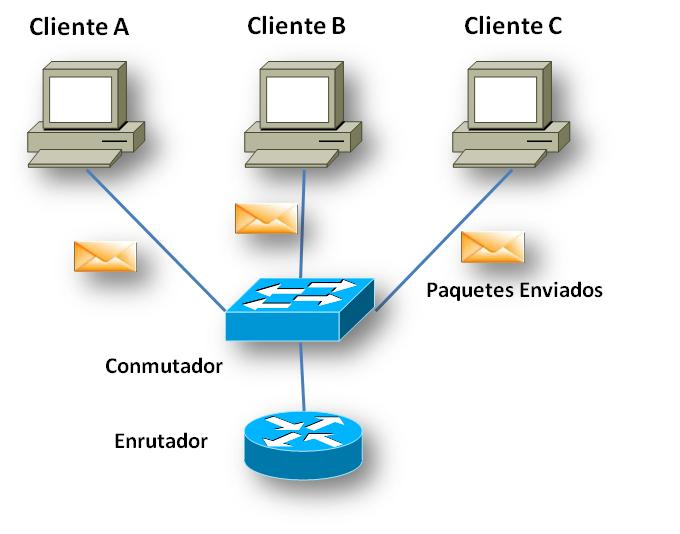 Cliente A
Cliente B
Cliente C
Paquetes Enviados
Conmutador
Enrutador